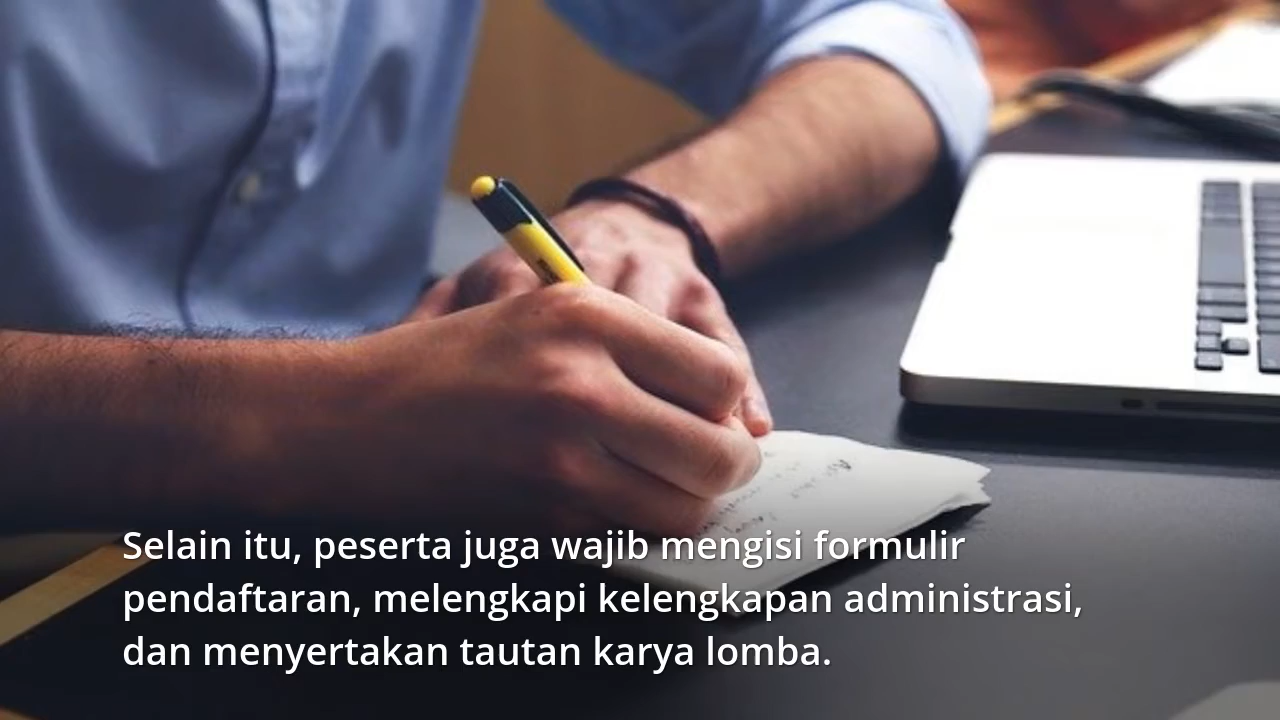 Selain itu, peserta juga wajib mengisi formulir
pendaftaran, melengkapi kelengkapan administrasi,
dan menyertakan tautan karya lomba.